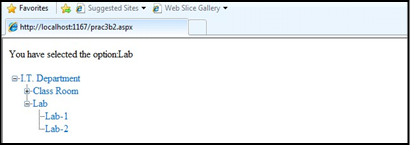 Favorites Suggested Sites Web Slice Gallery
http://localhost:1167/prac3b2.aspx
You have selected the option:Lab
I.T. Department
Class Room
Lab
Lab-1
Lab-2